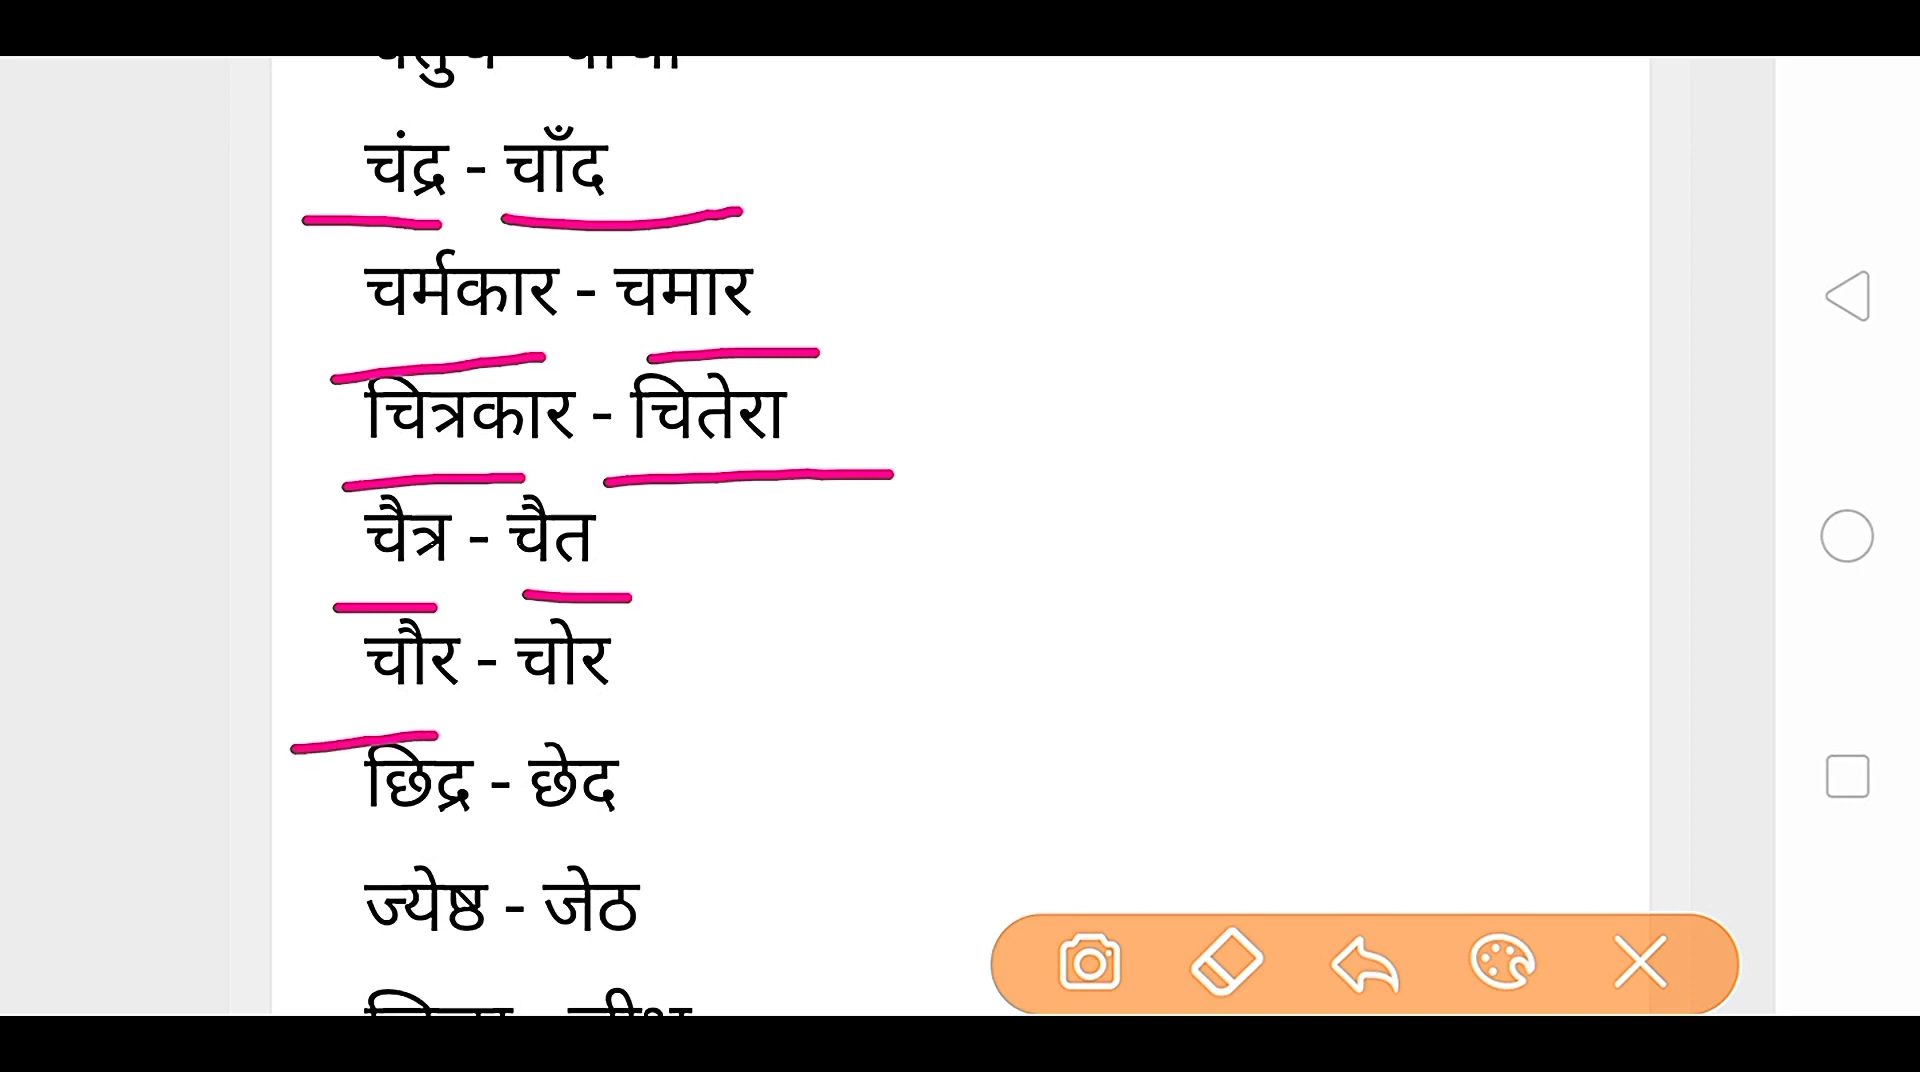 चंद्र - चाँद
चर्मकार - चमार
चित्रकार - चितेरा
चैत्र - चैत
चौर - चोर
छिद्र - छेद
ज्येष्ठ - जेठ